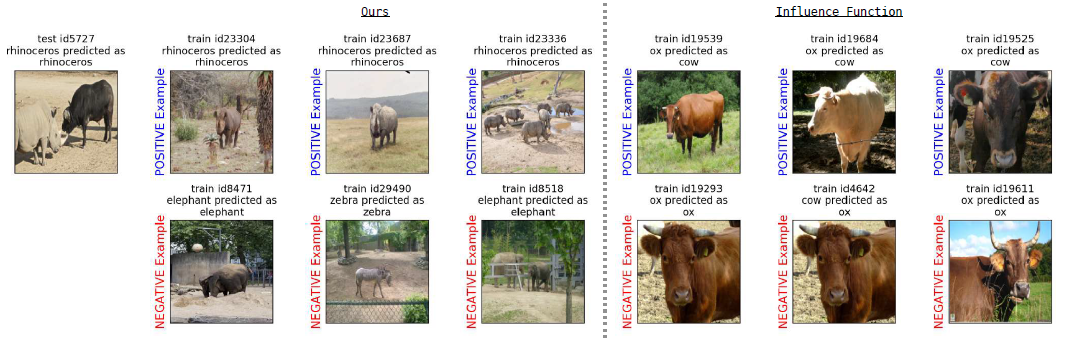 Ours
Influence Function
test id5727
rhinoceros predicted as
rhinoceros
train id23304
rhinoceros predicted as
rhinoceros
train id23687
rhinoceros predicted as
rhinoceros
train id23336
rhinoceros predicted as
rhinoceros
train id19539
ox predicted as
cow
train id19684
ox predicted as
cow
train id19525
ox predicted as
cow
POSITIVE Example
POSITIVE Example
POSITIVE Example
POSITIVE Example
POSITIVE Example
POSITIVE Example
train id8471
elephant predicted as
elephant
train id29490
zebra predicted as
zebra
train id8518
elephant predicted as
elephant
train id19293
ox predicted as
ox
train id4642
cow predicted as
ox
train id19611
ox predicted as
ox
NEGATIVE Example
NEGATIVE Example
NEGATIVE Example
NEGATIVE Example
NEGATIVE Example
NEGATIVE Example